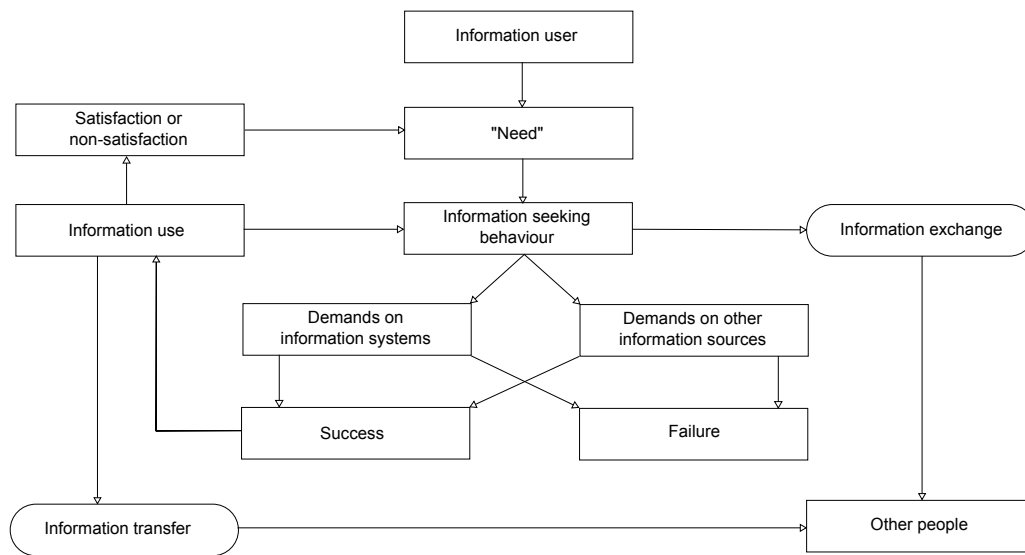 Information user
Satisfaction or
non-satisfaction
"Need"
Information use
Information seeking
behaviour
Information exchange
Demands on
information systems
Demands on other
information sources
Success
Failure
Information transfer
Other people